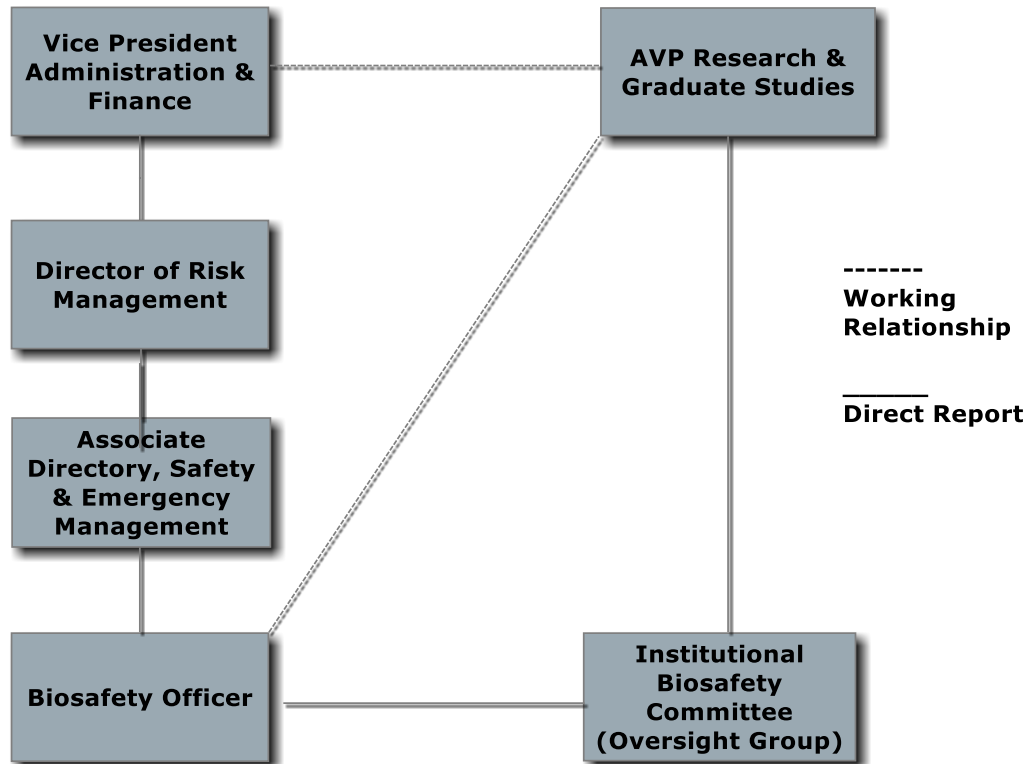 Vice President
Administration &
Finance
AVP Research &
Graduate Studies
Director of Risk
Management
-------
Working
Relationship
______
Direct Report
Associate
Directory, Safety
& Emergency
Management
Biosafety Officer
Institutional
Biosafety
Committee
(Oversight Group)